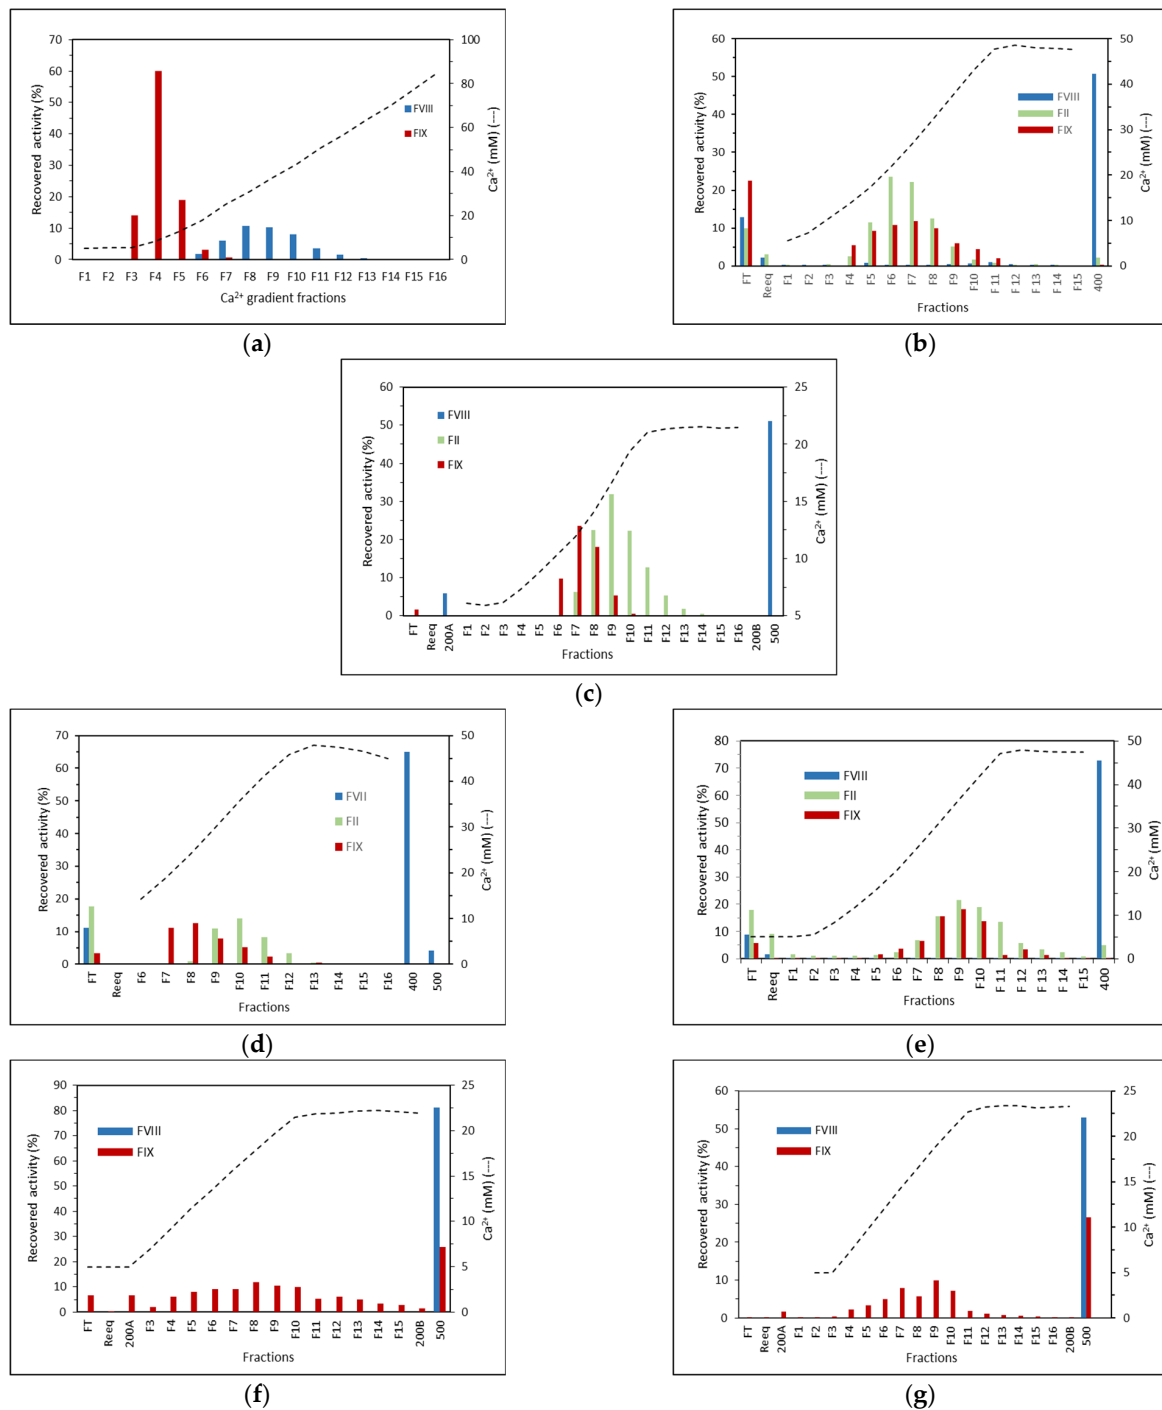 70
60
50
40
30
20
10
0
Recovered activity (%)
100
80
60
40
20
0
Ca²⁺ (mM) (---)
FVIII
FIX
F1 F2 F3 F4 F5 F6 F7 F8 F9 F10 F11 F12 F13 F14 F15 F16
Ca²⁺ gradient fractions
(a)
60
50
40
30
20
10
0
Recovered activity (%)
50
40
30
20
10
0
Ca²⁺ (mM) (---)
FVIII
FII
FIX
FT Reeq F1 F2 F3 F4 F5 F6 F7 F8 F9 F10 F 11 F 12 F 13 F 14 F15 400
Fractions
(b)
60
50
40
30
20
10
0
Recovered activity (%)
25
20
15
10
5
Ca²⁺ (mM) (---)
FVIII
FII
FIX
FT Reeq 200A F1 F2 F3 F4 F5 F6 F7 F8 F9 F10 F11 F12 F13 F14 F15 F16 200B 500
Fractions
(c)
70
60
50
40
30
20
10
0
Recovered activity (%)
50
40
30
20
10
0
Ca²⁺ (mM) (---)
FVII
FII
FIX
FT Reeq F6 F7 F8 F9 F10 F11 F12 F13 F14 F15 F16 400 500
Fractions
(d)
80
70
60
50
40
30
20
10
0
Recovered activity (%)
50
40
30
20
10
0
Ca²⁺ (mM)
FVIII
FII
FIX
FT Reeq F1 F2 F3 F4 F5 F6 F7 F8 F9 F10 F 11 F 12 F 13 F 14 F15 400
Fractions
(e)
90
80
70
60
50
40
30
20
10
0
Recovered activity (%)
25
20
15
10
5
0
Ca²⁺ (mM) (---)
FVIII
FIX
FT Reeq 200A F3 F4 F5 F6 F7 F8 F9 F10 F11 F12 F13 F14 F15 200B 500
Fractions
(f)
60
50
40
30
20
10
0
Recovered activity (%)
25
20
15
10
5
0
Ca²⁺ (mM) (---)
FVIII
FIX
FT Reeq 200A F1 F2 F3 F4 F5 F6 F7 F8 F9 F10 F11 F12 F13 F14 F15 F16 200B 500
Fractions
(g)